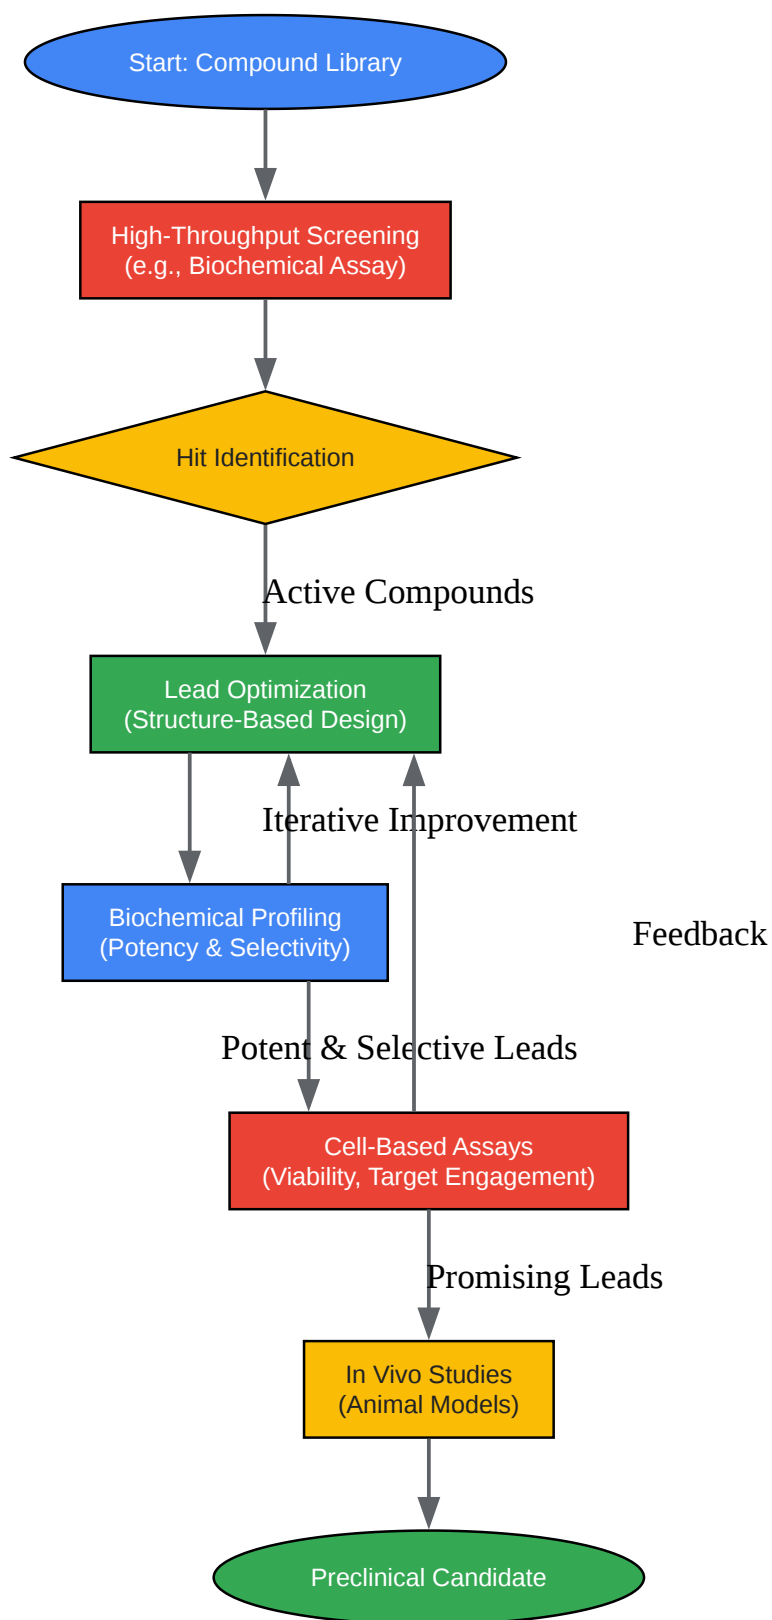 Start: Compound Library
High-Throughput Screening
(e.g., Biochemical Assay)
Hit Identification
Active Compounds
Lead Optimization
(Structure-Based Design)
Iterative Improvement
Biochemical Profiling
(Potency & Selectivity)
Feedback
Potent & Selective Leads
Cell-Based Assays
(Viability, Target Engagement)
Promising Leads
In Vivo Studies
(Animal Models)
Preclinical Candidate